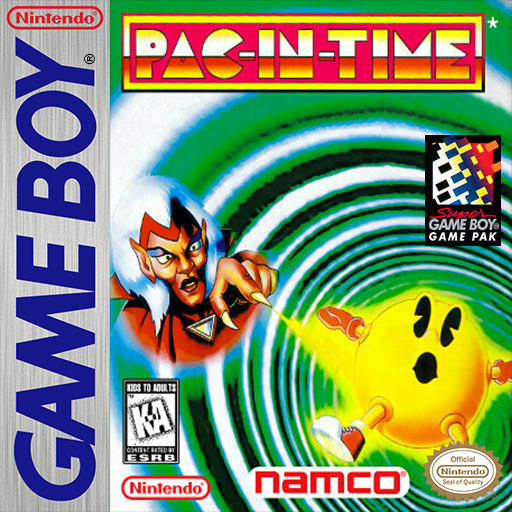 Nintendo
GAME BOY®
PAC-IN-TIME*
Super
GAME BOY®
GAME PAK
KIDS TO ADULTS
™
KA
CONTENT RATED BY
ESRB
Nintendo
namco®
Official
Nintendo
Seal of Quality